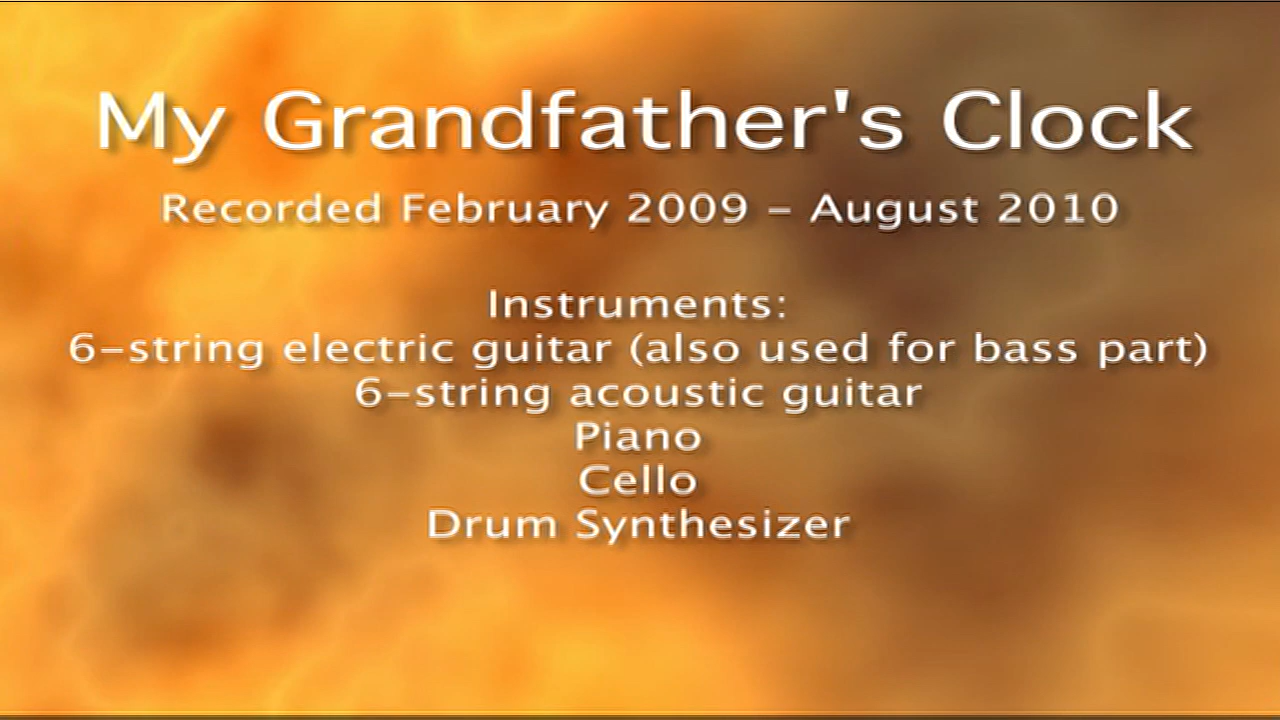 My Grandfather's Clock
Recorded February 2009 – August 2010
Instruments:
6-string electric guitar (also used for bass part)
6-string acoustic guitar
Piano
Cello
Drum Synthesizer